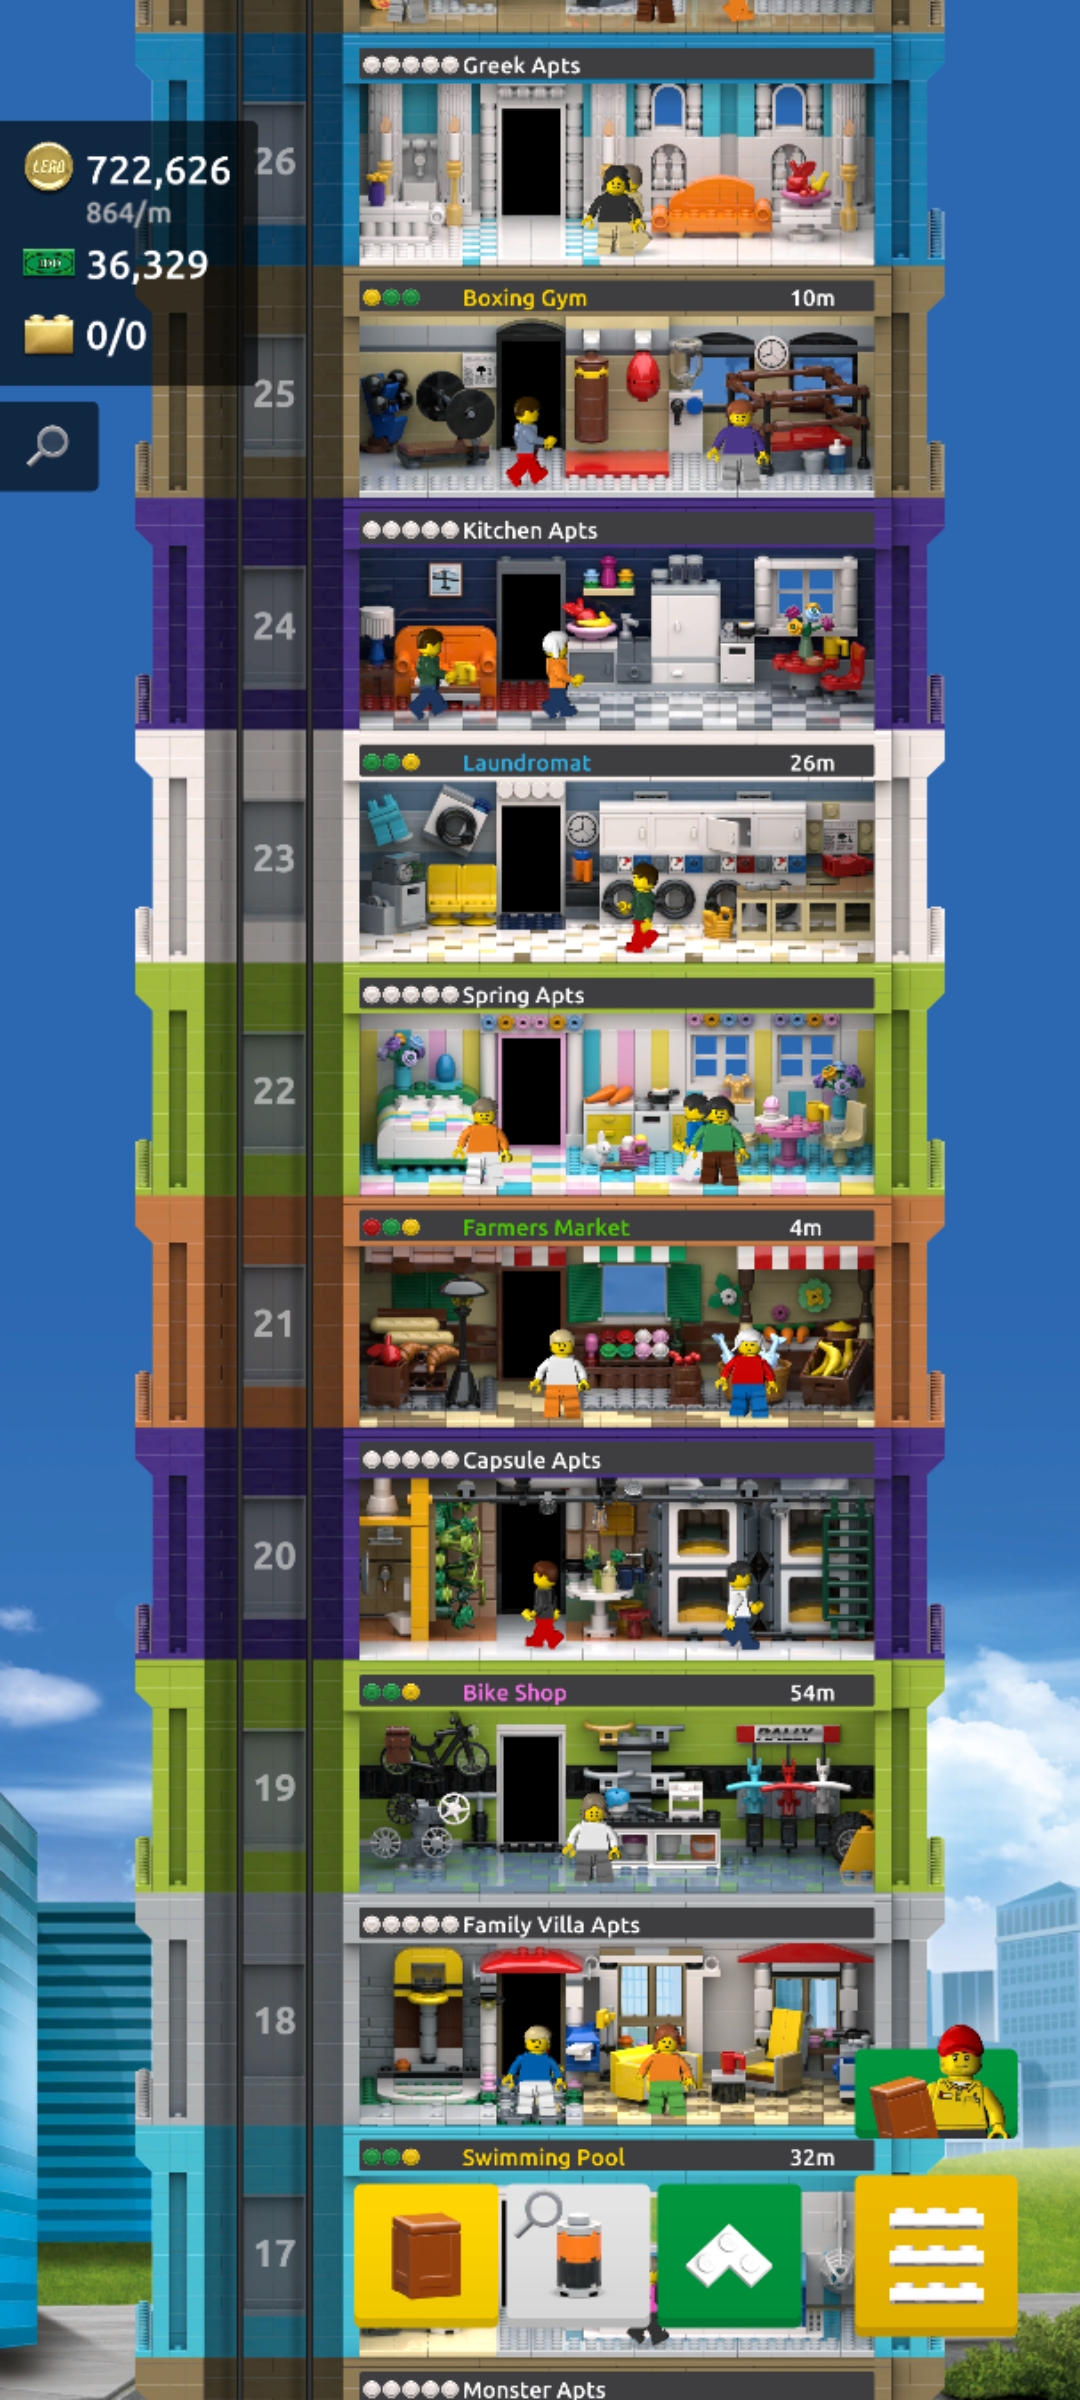 Greek Apts
26
LEGO
722,626
864/m
36,329
0/0
Boxing Gym 10m
25
Kitchen Apts
24
Laundromat 26m
23
Spring Apts
22
Farmers Market 4m
21
Capsule Apts
20
Bike Shop 54m
RALLY
19
Family Villa Apts
18
Swimming Pool 32m
17
Monster Apts